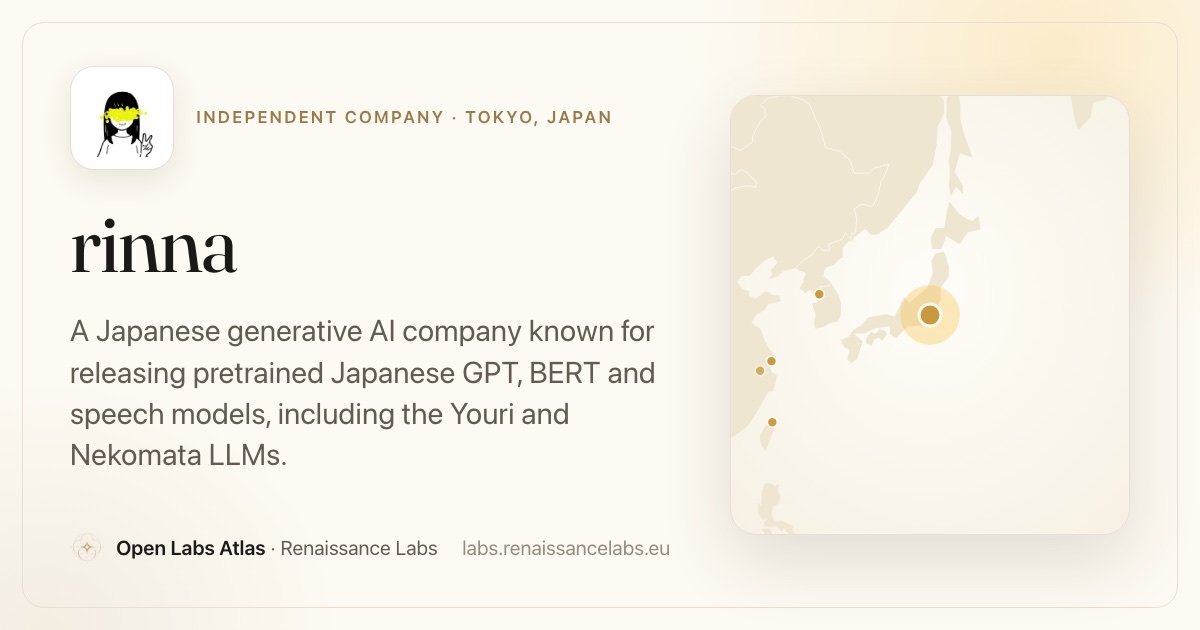 INDEPENDENT COMPANY · TOKYO, JAPAN
rinna
A Japanese generative AI company known for
releasing pretrained Japanese GPT, BERT and
speech models, including the Youri and
Nekomata LLMs.
Open Labs Atlas · Renaissance Labs labs.renaissancelabs.eu